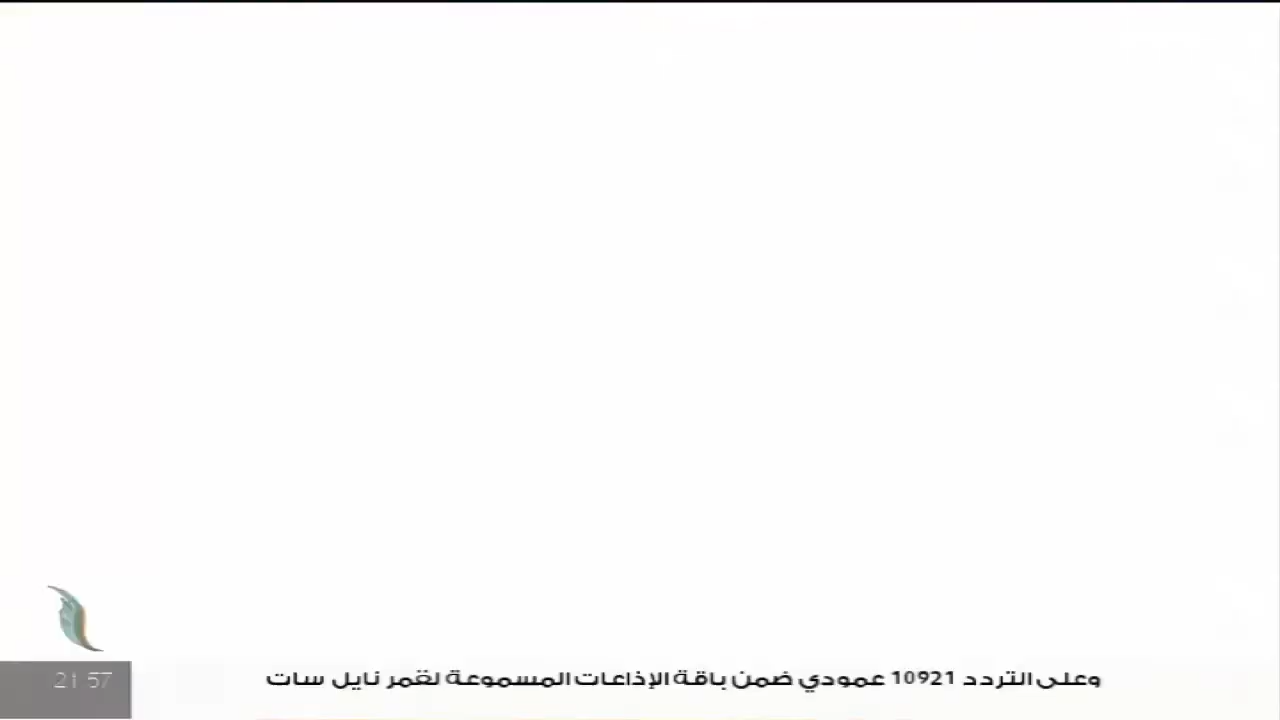 وعلى التردد 10921 عمودي ضمن باقة الإذاعات المسموعة لقمر نايل سات
21:57